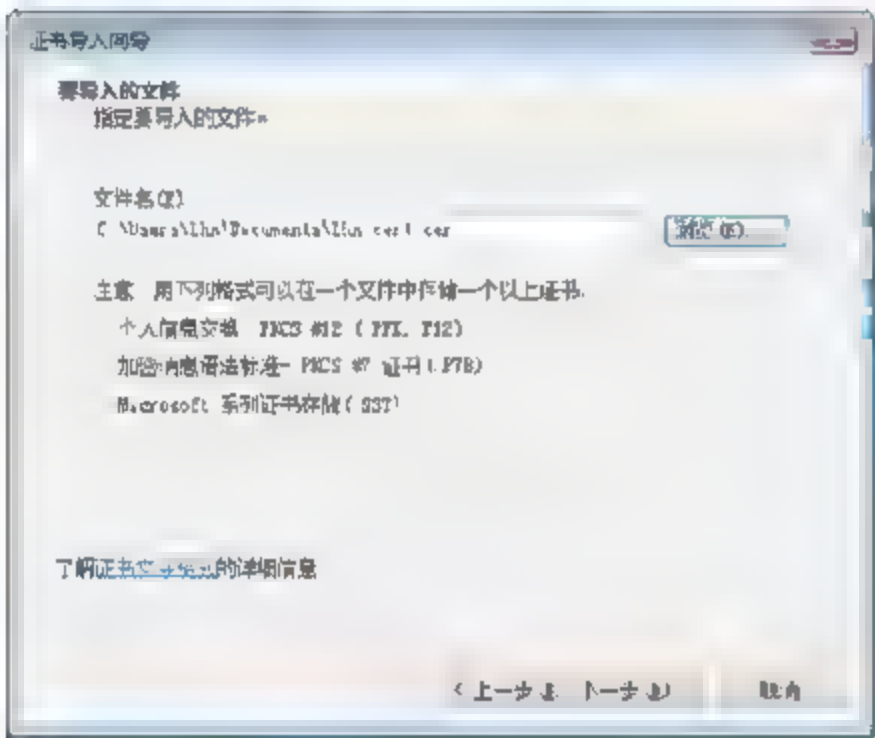 证书导入向导
要导入的文件
指定要导入的文件。
文件名(F)
浏览(R)...
注意 用下列格式可以在一个文件中存储一个以上证书:
个人信息交换- PKCS #12 (.PFX,.P12)
加密消息语法标准- PKCS #7 证书(.P7B)
Microsoft 系列证书存储(.SST)
了解证书文件格式的详细信息
< 上一步(B) 下一步(N) >
取消